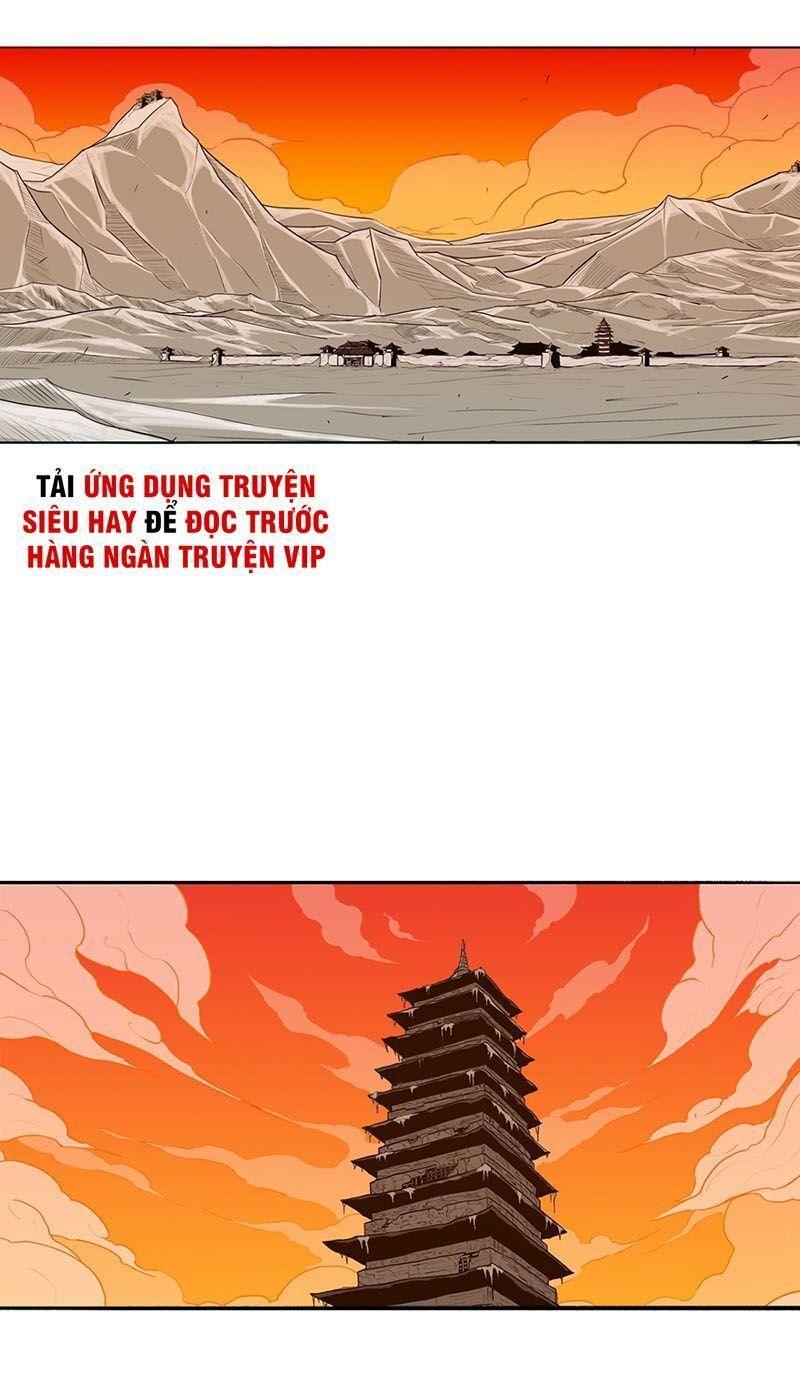 TẢI ỨNG DỤNG TRUYỆN
SIÊU HAY ĐỂ ĐỌC TRƯỚC
HÀNG NGÀN TRUYỆN VIP